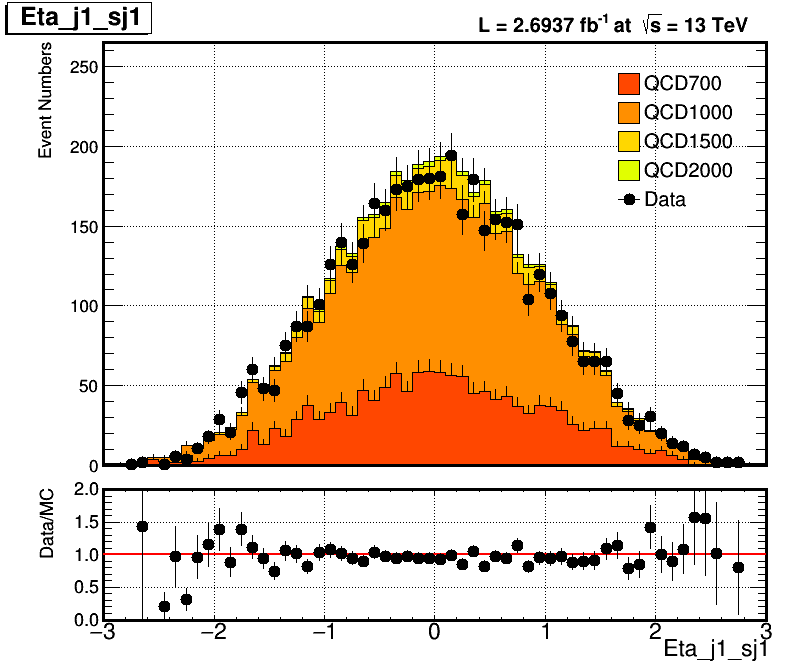 Eta_j1_sj1
L = 2.6937 fb-1 at √s = 13 TeV
Event Numbers
250
200
150
100
50
0
QCD700
QCD1000
QCD1500
QCD2000
Data
Data/MC
2.0
1.5
1.0
0.5
0.0
−3 −2 −1 0 1 2 3
Eta_j1_sj1